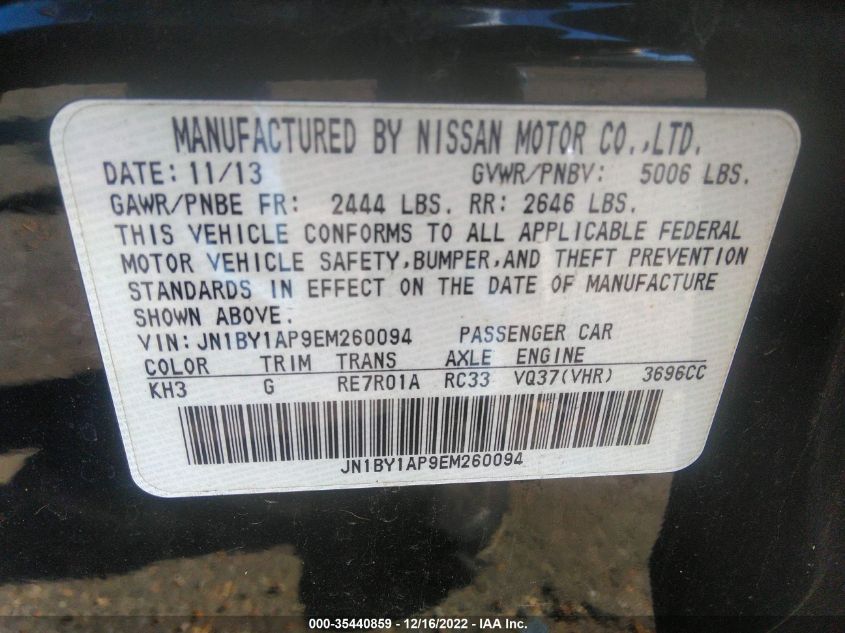 MANUFACTURED BY NISSAN MOTOR CO.,LTD.
DATE: 11/13 GVWR/PNBV: 5006 LBS.
GAWR/PNBE FR: 2444 LBS. RR: 2646 LBS.
THIS VEHICLE CONFORMS TO ALL APPLICABLE FEDERAL
MOTOR VEHICLE SAFETY,BUMPER,AND THEFT PREVENTION
STANDARDS IN EFFECT ON THE DATE OF MANUFACTURE
SHOWN ABOVE.
VIN: JN1BY1AP9EM260094 PASSENGER CAR
COLOR TRIM TRANS AXLE ENGINE
KH3 G RE7R01A RC33 VQ37(VHR) 3696CC
JN1BY1AP9EM260094
000-35440859 - 12/16/2022 - IAA Inc.